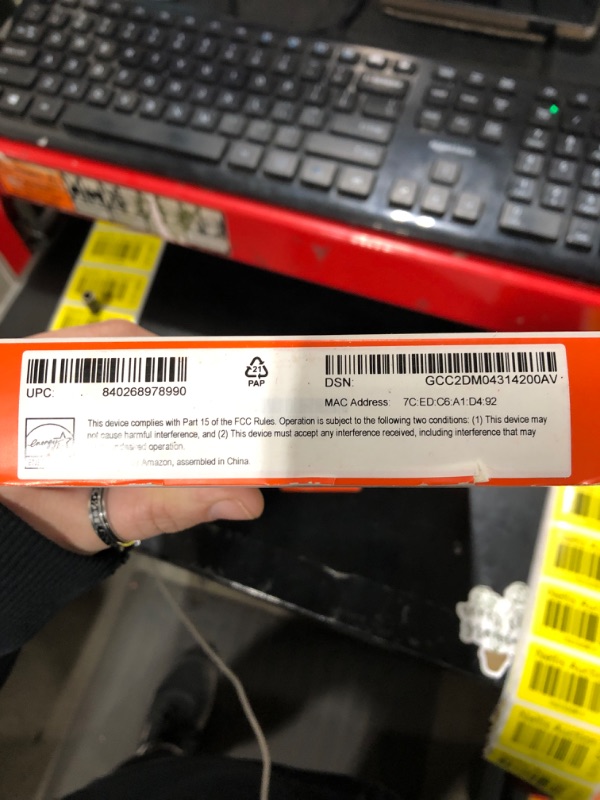 UPC: 840268978990
21
PAP
DSN: GCC2DM04314200AV
MAC Address: 7C:ED:C6:A1:D4:92
This device complies with Part 15 of the FCC Rules. Operation is subject to the following two conditions: (1) This device may
not cause harmful interference, and (2) This device must accept any interference received, including interference that may
operation.
Amazon, assembled in China
energy